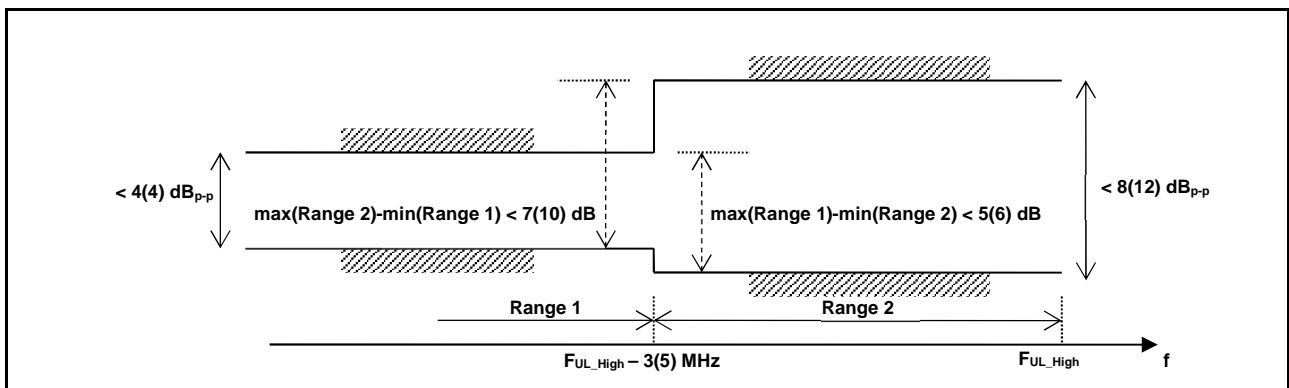 < 4(4) dBp-p
max(Range 2)-min(Range 1) < 7(10) dB
max(Range 1)-min(Range 2) < 5(6) dB
< 8(12) dBp-p
Range 1
Range 2
FUL_High – 3(5) MHz
FUL_High
f